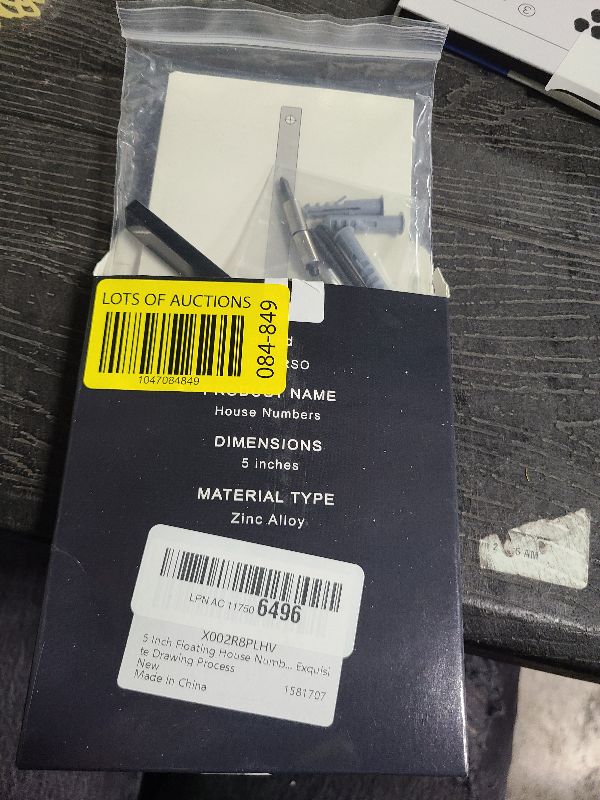 ③
LOTS OF AUCTIONS
1047084849
084-849
NAME
House Numbers
DIMENSIONS
5 inches
MATERIAL TYPE
Zinc Alloy
LPN AC 11750 6496
X002R8PLHV
5 Inch Floating House Numb... Exquisi
te Drawing Process
New
Made in China
1581707